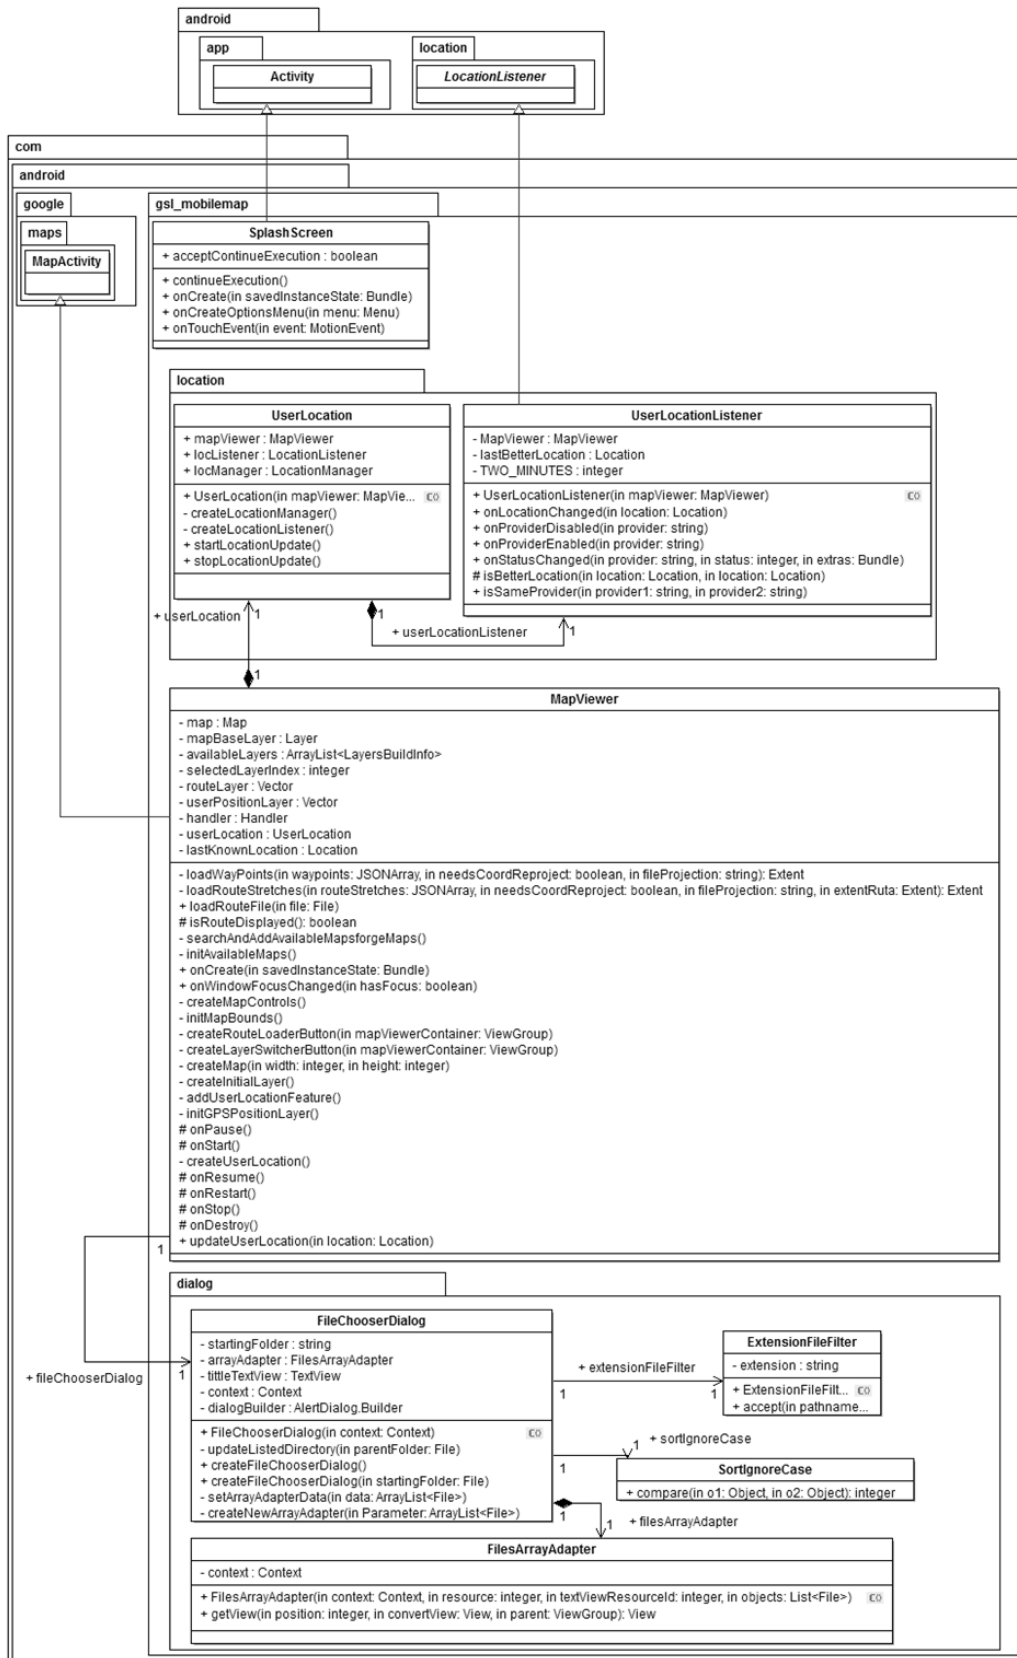 android
app
location
Activity
LocationListener
com
android
google
gsl_mobilemap
maps
MapActivity
SplashScreen
+ acceptContinueExecution : boolean
+ continueExecution()
+ onCreate(in savedInstanceState: Bundle)
+ onCreateOptionsMenu(in menu: Menu)
+ onTouchEvent(in event: MotionEvent)
location
UserLocation
+ mapViewer : MapViewer
+ locListener : LocationListener
+ locManager : LocationManager
+ UserLocation(in mapViewer: MapVie... CO
- createLocationManager()
- createLocationListener()
+ startLocationUpdate()
+ stopLocationUpdate()
UserLocationListener
- MapViewer : MapViewer
- lastBetterLocation : Location
- TWO_MINUTES : integer
+ UserLocationListener(in mapViewer: MapViewer) CO
+ onLocationChanged(in location: Location)
+ onProviderDisabled(in provider: string)
+ onProviderEnabled(in provider: string)
+ onStatusChanged(in provider: string, in status: integer, in extras: Bundle)
# isBetterLocation(in location: Location, in location: Location)
+ isSameProvider(in provider1: string, in provider2: string)
+ userLocation
1
1
+ userLocationListener
1
1
MapViewer
- map : Map
- mapBaseLayer : Layer
- availableLayers : ArrayList<LayersBuildInfo>
- selectedLayerIndex : integer
- routeLayer : Vector
- userPositionLayer : Vector
- handler : Handler
- userLocation : UserLocation
- lastKnownLocation : Location
- loadWayPoints(in waypoints: JSONArray, in needsCoordReproject: boolean, in fileProjection: string): Extent
- loadRouteStretches(in routeStretches: JSONArray, in needsCoordReproject: boolean, in fileProjection: string, in extentRuta: Extent): Extent
+ loadRouteFile(in file: File)
# isRouteDisplayed(): boolean
- searchAndAddAvailableMapsforgeMaps()
- initAvailableMaps()
+ onCreate(in savedInstanceState: Bundle)
+ onWindowFocusChanged(in hasFocus: boolean)
- createMapControls()
- initMapBounds()
- createRouteLoaderButton(in mapViewerContainer: ViewGroup)
- createLayerSwitcherButton(in mapViewerContainer: ViewGroup)
- createMap(in width: integer, in height: integer)
- createInitialLayer()
- addUserLocationFeature()
- initGPSPositionLayer()
# onPause()
# onStart()
- createUserLocation()
# onResume()
# onRestart()
# onStop()
# onDestroy()
+ updateUserLocation(in location: Location)
1
+ fileChooserDialog
1
dialog
FileChooserDialog
- startingFolder : string
- arrayAdapter : FilesArrayAdapter
- tittleTextView : TextView
- context : Context
- dialogBuilder : AlertDialog.Builder
+ FileChooserDialog(in context: Context) CO
- updateListedDirectory(in parentFolder: File)
+ createFileChooserDialog()
+ createFileChooserDialog(in startingFolder: File)
- setArrayAdapterData(in data: ArrayList<File>)
- createNewArrayAdapter(in Parameter: ArrayList<File>)
+ extensionFileFilter
1
1
ExtensionFileFilter
- extension : string
+ ExtensionFileFilt... CO
+ accept(in pathname...
+ sortIgnoreCase
1
1
SortIgnoreCase
+ compare(in o1: Object, in o2: Object): integer
1
1
+ filesArrayAdapter
FilesArrayAdapter
- context : Context
+ FilesArrayAdapter(in context: Context, in resource: integer, in textViewResourceId: integer, in objects: List<File>) CO
+ getView(in position: integer, in convertView: View, in parent: ViewGroup): View